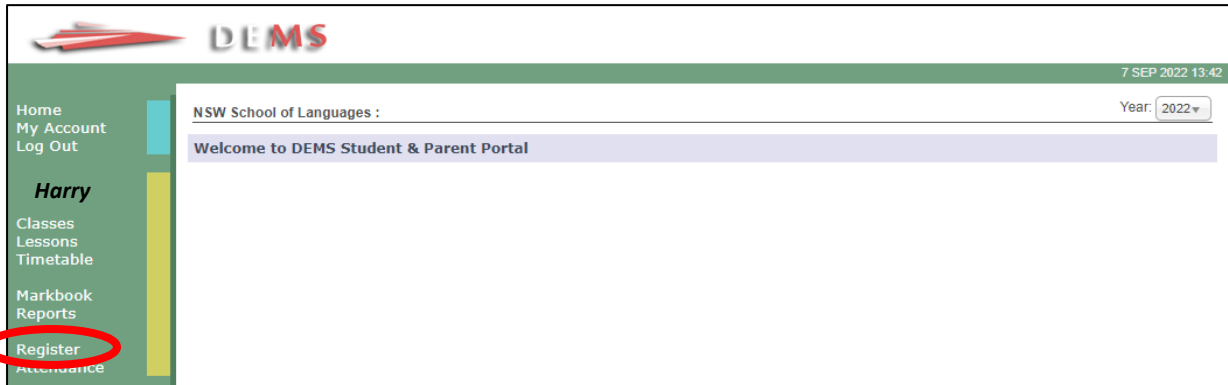 DEMS
7 SEP 2022 13:42
Home
My Account
Log Out
NSW School of Languages :
Year: 2022
Welcome to DEMS Student & Parent Portal
Harry
Classes
Lessons
Timetable
Markbook
Reports
Register
Attendance